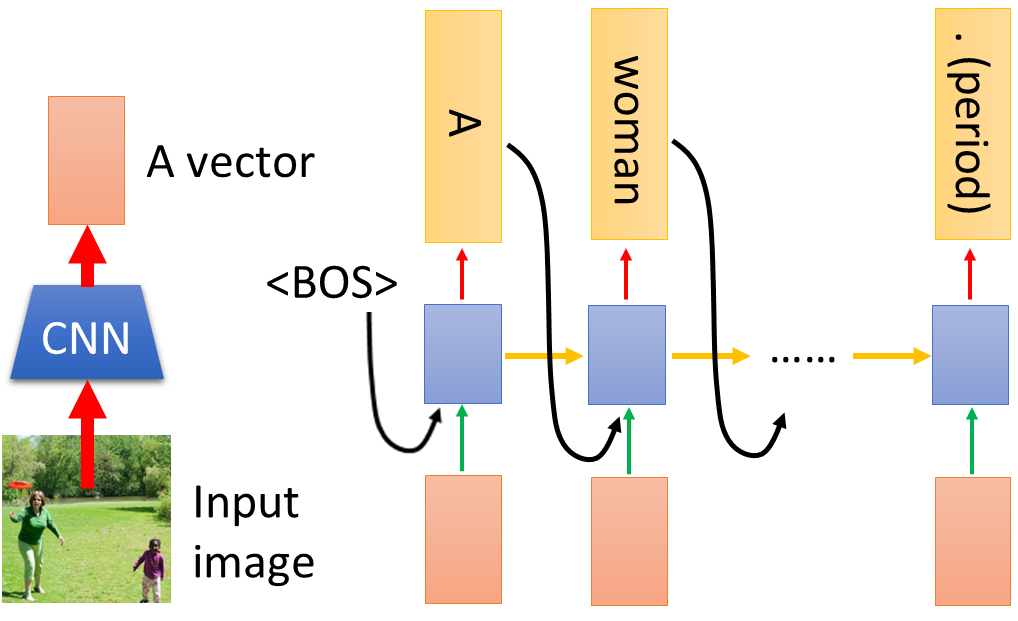 A vector
CNN
Input
image
<BOS>
A
woman
. (period)
......